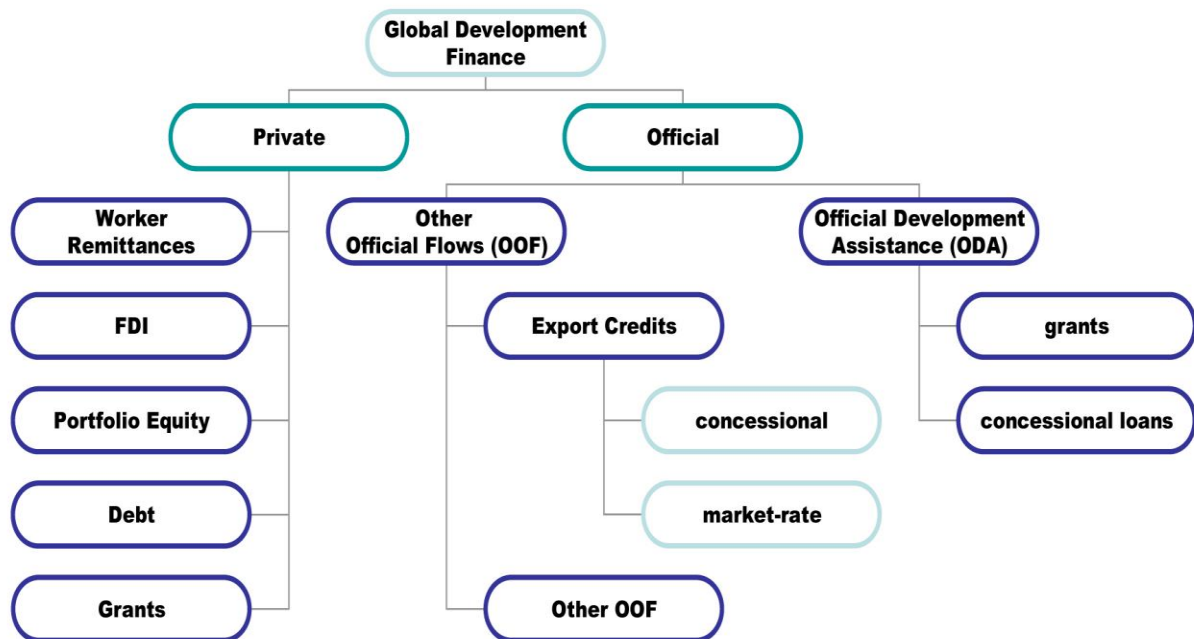 Global Development
Finance
Private
Official
Worker
Remittances
Other
Official Flows (OOF)
Official Development
Assistance (ODA)
FDI
Export Credits
grants
Portfolio Equity
concessional
concessional loans
Debt
market-rate
Grants
Other OOF